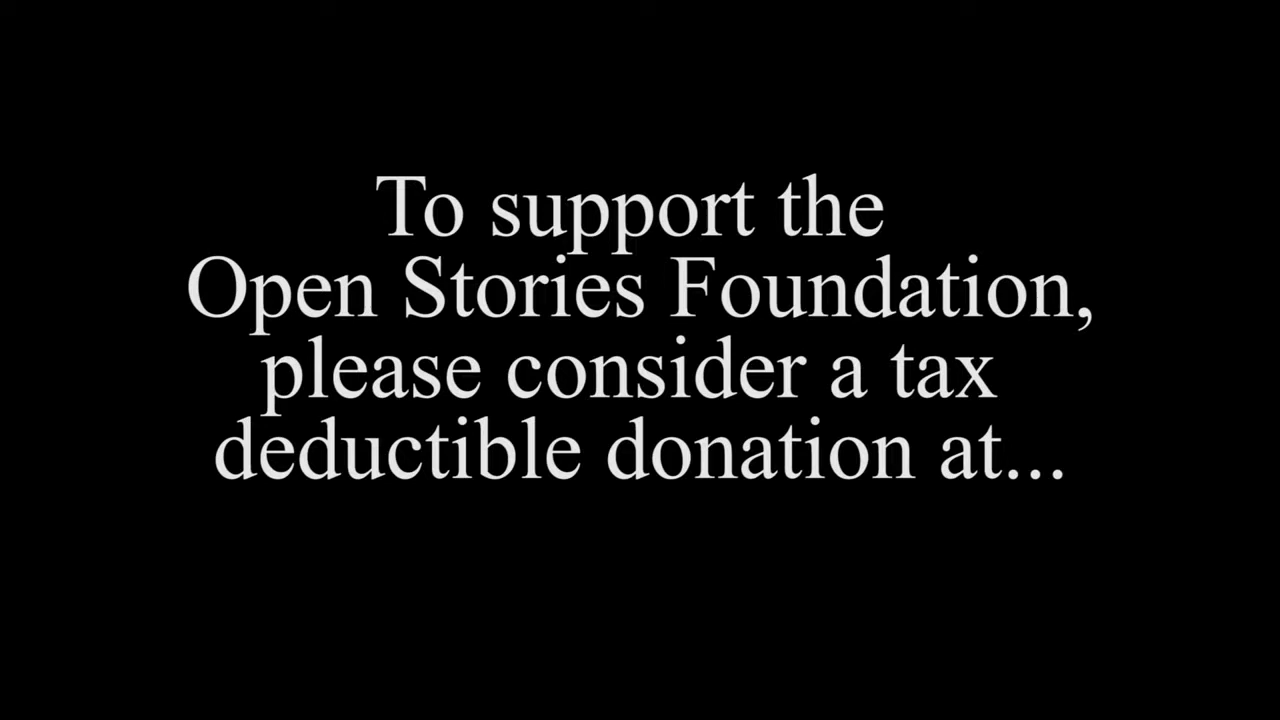 To support the
Open Stories Foundation,
please consider a tax
deductible donation at...